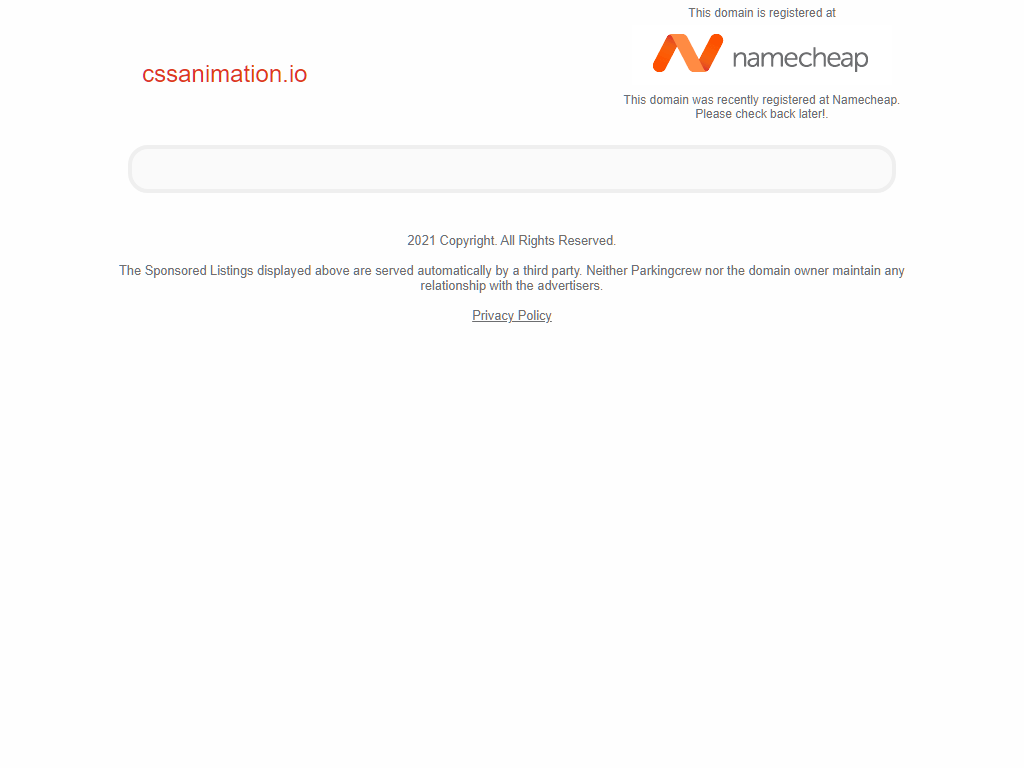 This domain is registered at
namecheap
cssanimation.io
This domain was recently registered at Namecheap.
Please check back later!.
2021 Copyright. All Rights Reserved.
The Sponsored Listings displayed above are served automatically by a third party. Neither Parkingcrew nor the domain owner maintain any
relationship with the advertisers.
Privacy Policy